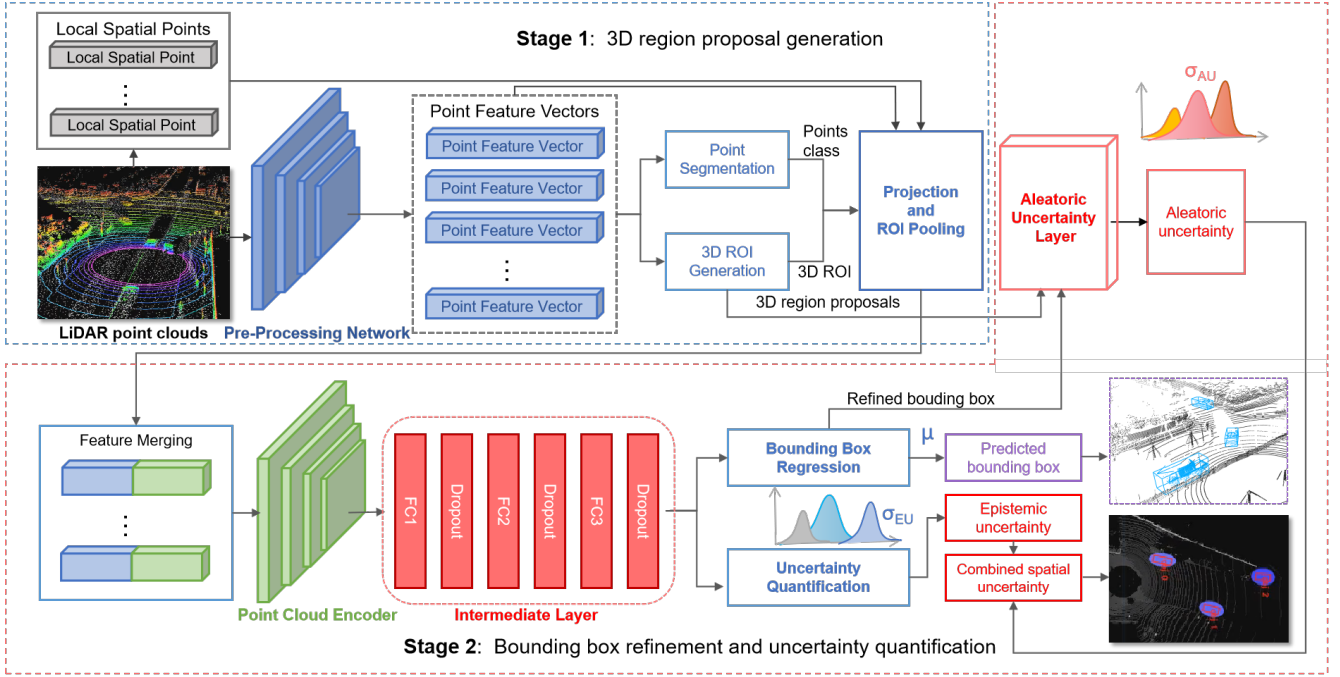 Local Spatial Points
Local Spatial Point
⋮
Local Spatial Point
Stage 1: 3D region proposal generation
Point Feature Vectors
Point Feature Vector
Point Feature Vector
Point Feature Vector
⋮
Point Feature Vector
Point
Segmentation
Points
class
3D ROI
Generation
3D ROI
3D region proposals
Projection
and
ROI Pooling
LiDAR point clouds
Pre-Processing Network
σAU
Aleatoric
Uncertainty
Layer
Aleatoric
uncertainty
Feature Merging
⋮
Point Cloud Encoder
FC1
Dropout
FC2
Dropout
FC3
Dropout
Intermediate Layer
Refined bouding box
Bounding Box
Regression
μ
Predicted
bounding box
σEU
Uncertainty
Quantification
Epistemic
uncertainty
Combined spatial
uncertainty
Stage 2: Bounding box refinement and uncertainty quantification